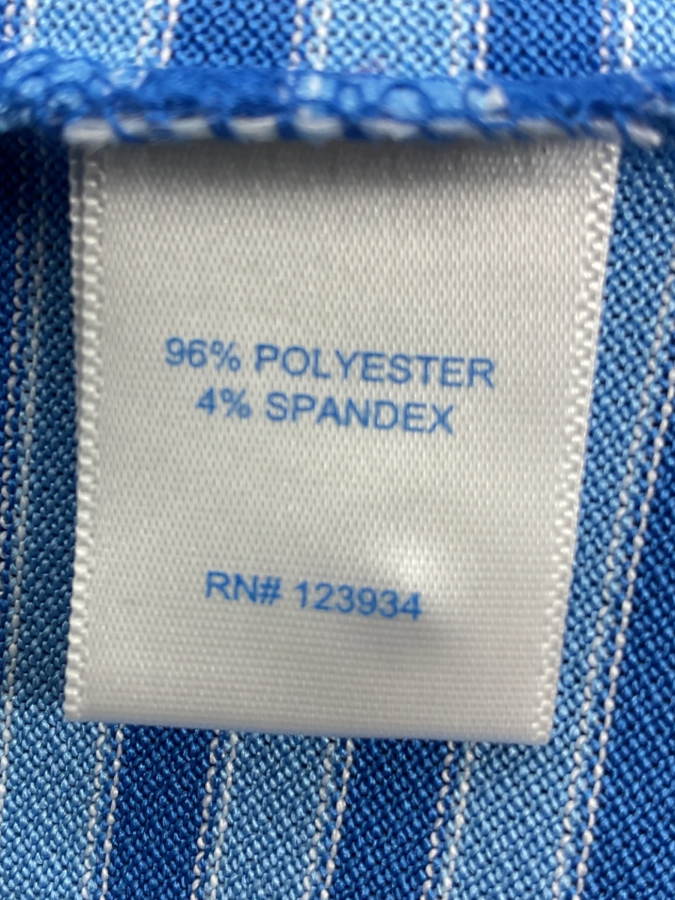 96% POLYESTER
4% SPANDEX
RN# 123934